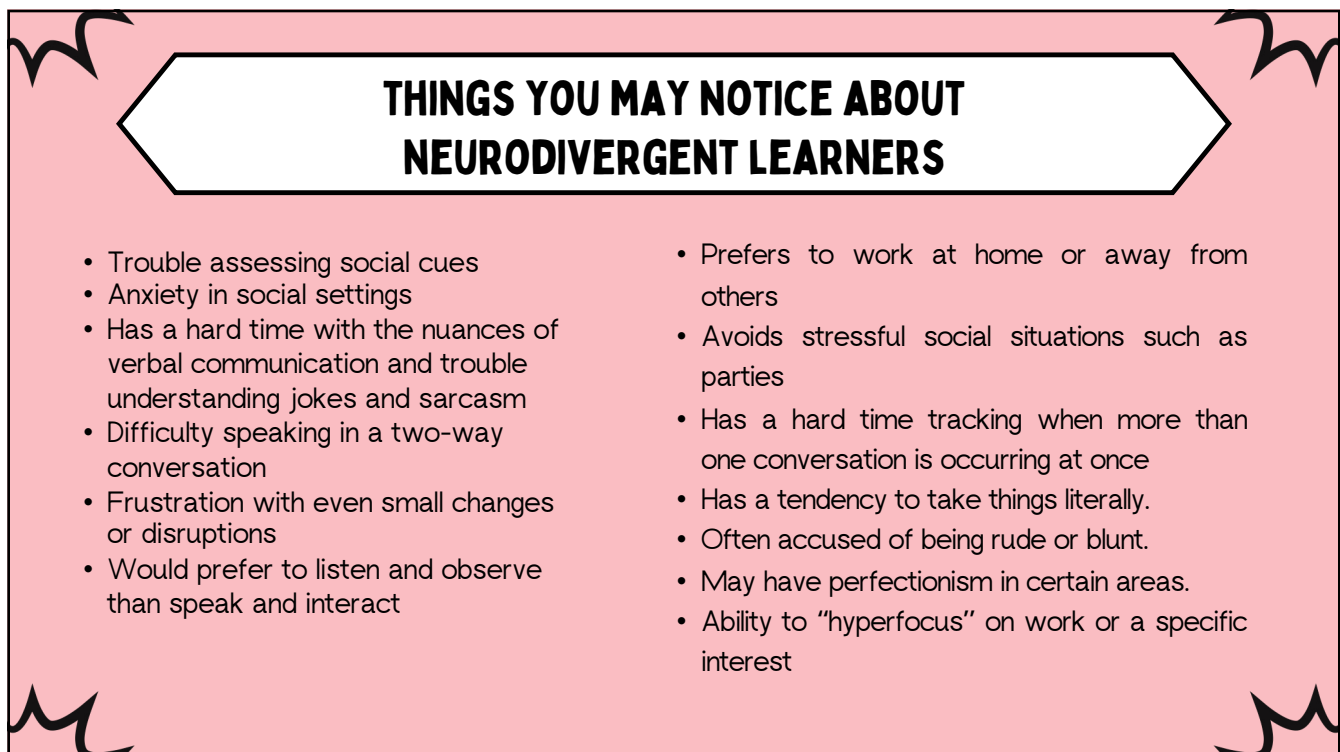 THINGS YOU MAY NOTICE ABOUT
NEURODIVERGENT LEARNERS
• Trouble assessing social cues
• Anxiety in social settings
• Has a hard time with the nuances of
verbal communication and trouble
understanding jokes and sarcasm
• Difficulty speaking in a two-way
conversation
• Frustration with even small changes
or disruptions
• Would prefer to listen and observe
than speak and interact
• Prefers to work at home or away from
others
• Avoids stressful social situations such as
parties
• Has a hard time tracking when more than
one conversation is occurring at once
• Has a tendency to take things literally.
• Often accused of being rude or blunt.
• May have perfectionism in certain areas.
• Ability to “hyperfocus” on work or a specific
interest